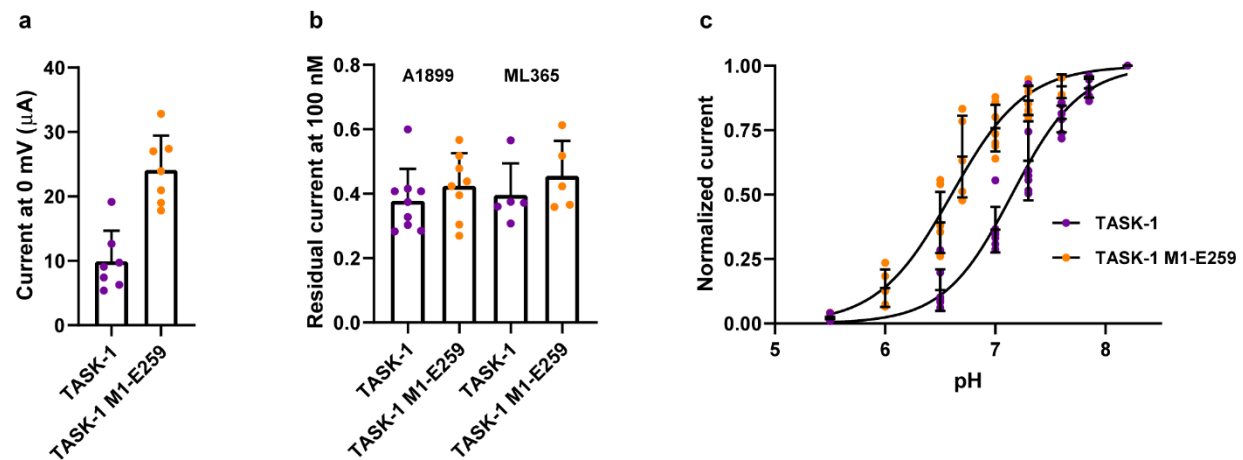 a
Current at 0 mV (μA)
40
30
20
10
0
TASK-1
TASK-1 M1-E259
b
Residual current at 100 nM
0.8
0.6
0.4
0.2
0.0
A1899
ML365
TASK-1
TASK-1 M1-E259
TASK-1
TASK-1 M1-E259
c
Normalized current
1.00
0.75
0.50
0.25
0.00
5
6
7
8
pH
TASK-1
TASK-1 M1-E259